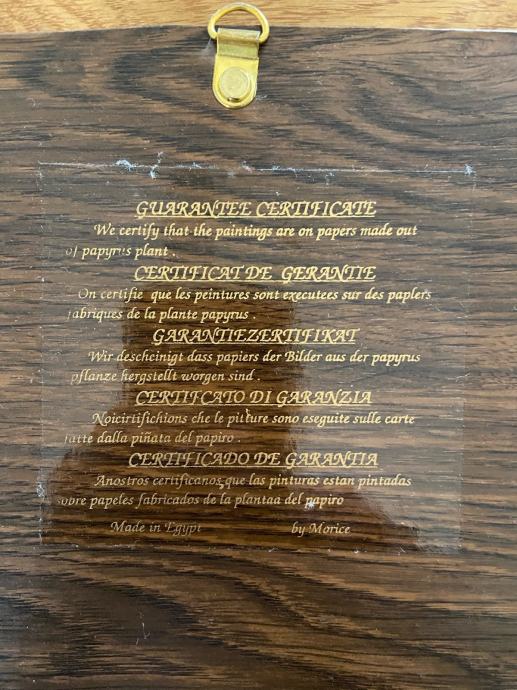 GUARANTEE CERTIFICATE
We certify that the paintings are on papers made out
of papyrus plant .
CERTIFICAT DE GERANTIE
On certifie que les peintures sont executees sur des paplers
fabriques de la plante papyrus .
GARANTIEZERTIFIKAT
Wir descheinigt dass papiers der Bilder aus der papyrus
pflanze hergstellt worgen sind .
CERTIFCATO DI GARANZIA
Noicirtifichions che le pitture sono eseguite sulle carte
fatte dalla piñata del papiro .
CERTIFICADO DE GARANTIA
Anostros certificanos que las pinturas estan pintadas
sobre papeles fabricados de la plantaa del papiro
Made in Egypt by Morice